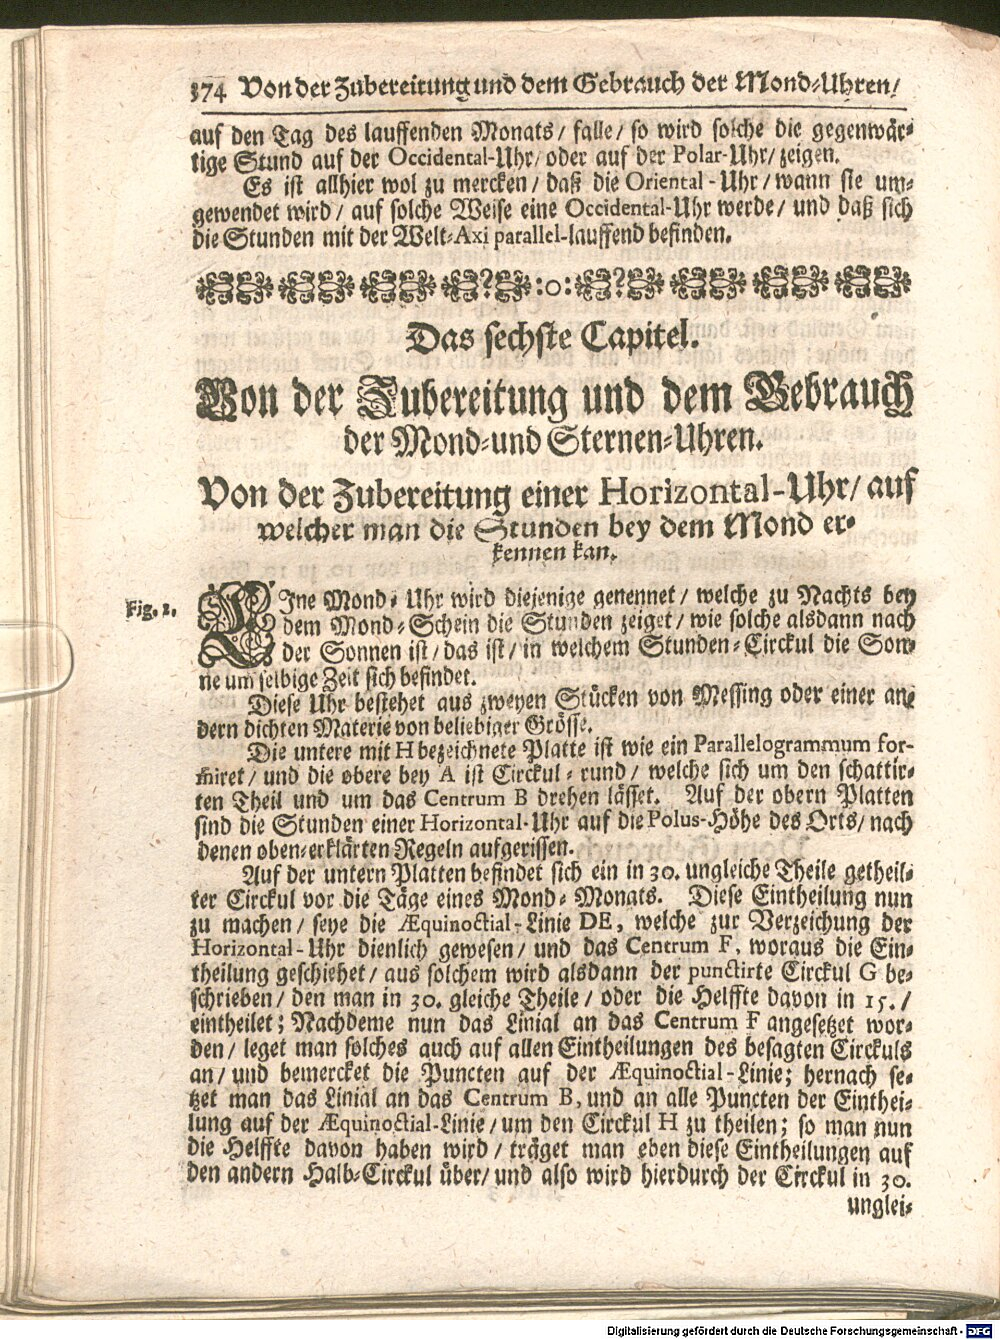 374 Von der Zubereitung und dem Gebrauch der Mond-Uhren/
auf den Tag des lauffenden Monats/ falle/ so wird solche die gegenwär-
tige Stund auf der Occidental-Uhr/ oder auf der Polar-Uhr/ zeigen.
Es ist allhier wol zu mercken/ daß die Oriental-Uhr/ wann sie um-
gewendet wird/ auf solche Weise eine Occidental-Uhr werde/ und daß sich
die Stunden mit der Welt-Axi parallel-lauffend befinden.
Das sechste Capitel.
Von der Zubereitung und dem Gebrauch
der Mond-und Sternen-Uhren.
Von der Zubereitung einer Horizontal-Uhr/ auf
welcher man die Stunden bey dem Mond er-
kennen kan.
Fig. 2.
EIne Mond-Uhr wird diejenige genennet/ welche zu Nachts bey
dem Mond-Schein die Stunden zeiget/ wie solche alsdann nach
der Sonnen ist/ das ist/ in welchem Stunden-Circkul die Son-
ne um selbige Zeit sich befindet.
Diese Uhr bestehet aus zweyen Stücken von Messing oder einer an-
dern dichten Materie von beliebiger Grösse.
Die untere mit H bezeichnete Platte ist wie ein Parallelogrammum for-
miret/ und die obere bey A ist Circkul-rund/ welche sich um den schattir-
ten Theil und um das Centrum B drehen lässet. Auf der obern Platten
sind die Stunden einer Horizontal-Uhr auf die Polus-Höhe des Orts/ nach
denen oben-erklärten Regeln aufgerissen.
Auf der untern Platten befindet sich ein in 30. ungleiche Theile getheil-
ter Circkul vor die Täge eines Mond-Monats. Diese Eintheilung nun
zu machen/ seye die Æquinoctial-Linie DE, welche zur Verzeichung der
Horizontal-Uhr dienlich gewesen/ und das Centrum F, woraus die Ein-
theilung geschiehet/ aus solchem wird alsdann der punctirte Circkul G be-
schrieben/ den man in 30. gleiche Theile/ oder die Helffte davon in 15./
eintheilet; Nachdeme nun das Linial an das Centrum F angesetzet wor-
den/ leget man solches auch auf allen Eintheilungen des besagten Circkuls
an/ und bemercket die Puncten auf der Æquinoctial-Linie; hernach se-
tzet man das Linial an das Centrum B, und an alle Puncten der Einthei-
lung auf der Æquinoctial-Linie/ um den Circkul H zu theilen; so man nun
die Helffte davon haben wird/ träget man eben diese Eintheilungen auf
den andern Halb-Circkul über/ und also wird hierdurch der Circkul in 30.
unglei-
Digitalisierung gefördert durch die Deutsche Forschungsgemeinschaft - DFG